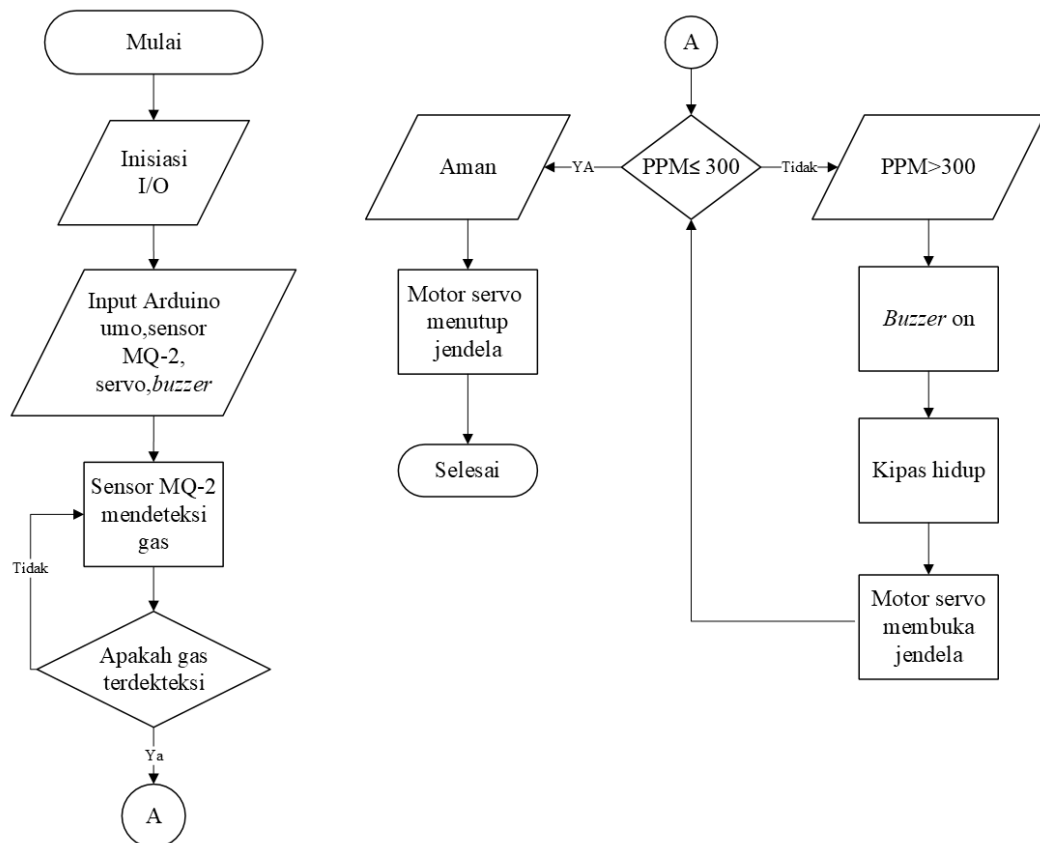 Mulai
Inisiasi
I/O
Input Arduino
umo,sensor
MQ-2,
servo,buzzer
Sensor MQ-2
mendeteksi
gas
Tidak
Apakah gas
terdekteksi
Ya
A
A
PPM≤ 300
YA
Tidak
Aman
Motor servo
menutup
jendela
Selesai
PPM>300
Buzzer on
Kipas hidup
Motor servo
membuka
jendela